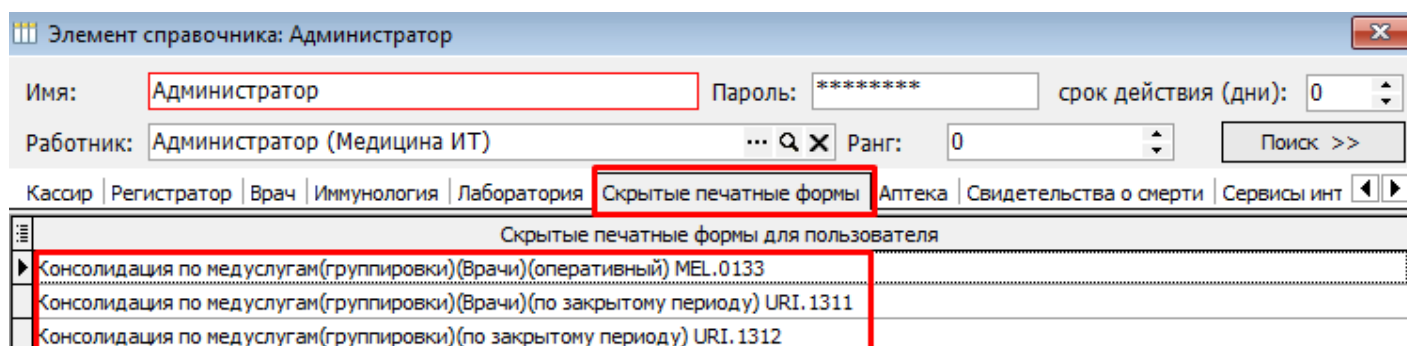 Элемент справочника: Администратор
Имя: Администратор Пароль: ******** срок действия (дни): 0
Работник: Администратор (Медицина ИТ) ... Ранг: 0 Поиск >>
Кассир Регистратор Врач Иммунология Лаборатория Скрытые печатные формы Аптека Свидетельства о смерти Сервисы инт
Скрытые печатные формы для пользователя
Консолидация по медуслугам(группировки)(Врачи)(оперативный) MEL.0133
Консолидация по медуслугам(группировки)(Врачи)(по закрытому периоду) URI.1311
Консолидация по медуслугам(группировки)(по закрытому периоду) URI.1312